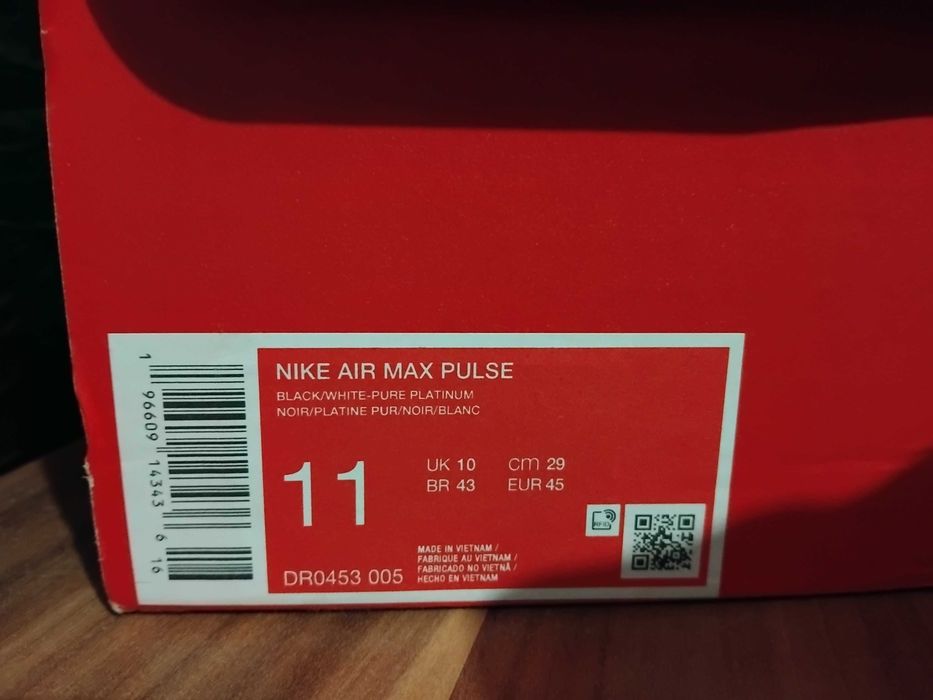 1 96609 14343 6 16
NIKE AIR MAX PULSE
BLACK/WHITE-PURE PLATINUM
NOIR/PLATINE PUR/NOIR/BLANC
11
UK 10 cm 29
BR 43 EUR 45
RFID
MADE IN VIETNAM /
FABRIQUE AU VIETNAM /
FABRICADO NO VIETNÃ /
HECHO EN VIETNAM
DR0453 005